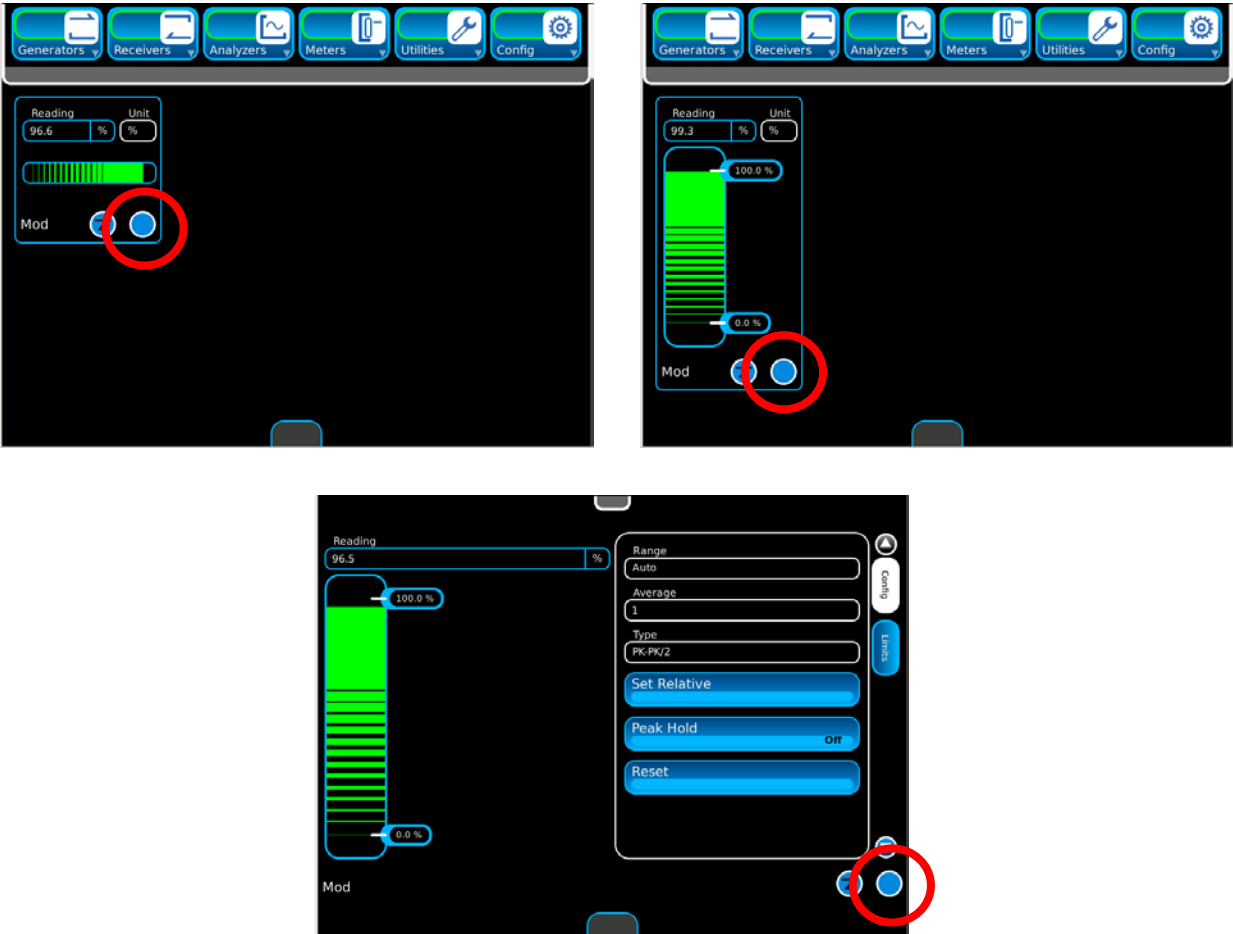 Generators Receivers Analyzers Meters Utilities Config
Reading Unit
96.6 % %
Mod
Generators Receivers Analyzers Meters Utilities Config
Reading Unit
99.3 % %
100.0 %
0.0 %
Mod
Reading
96.5 %
100.0 %
0.0 %
Mod
Range
Auto
Average
1
Type
PK-PK/2
Set Relative
Peak Hold
Off
Reset
Config
Limits